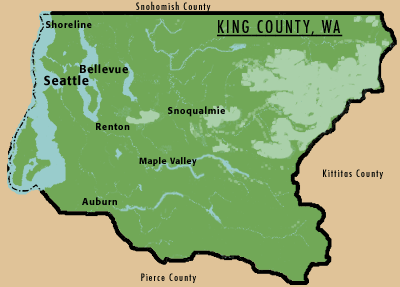 Snohomish County
Shoreline
KING COUNTY, WA
Bellevue
Seattle
Snoqualmie
Renton
Maple Valley
Kittitas County
Auburn
Pierce County